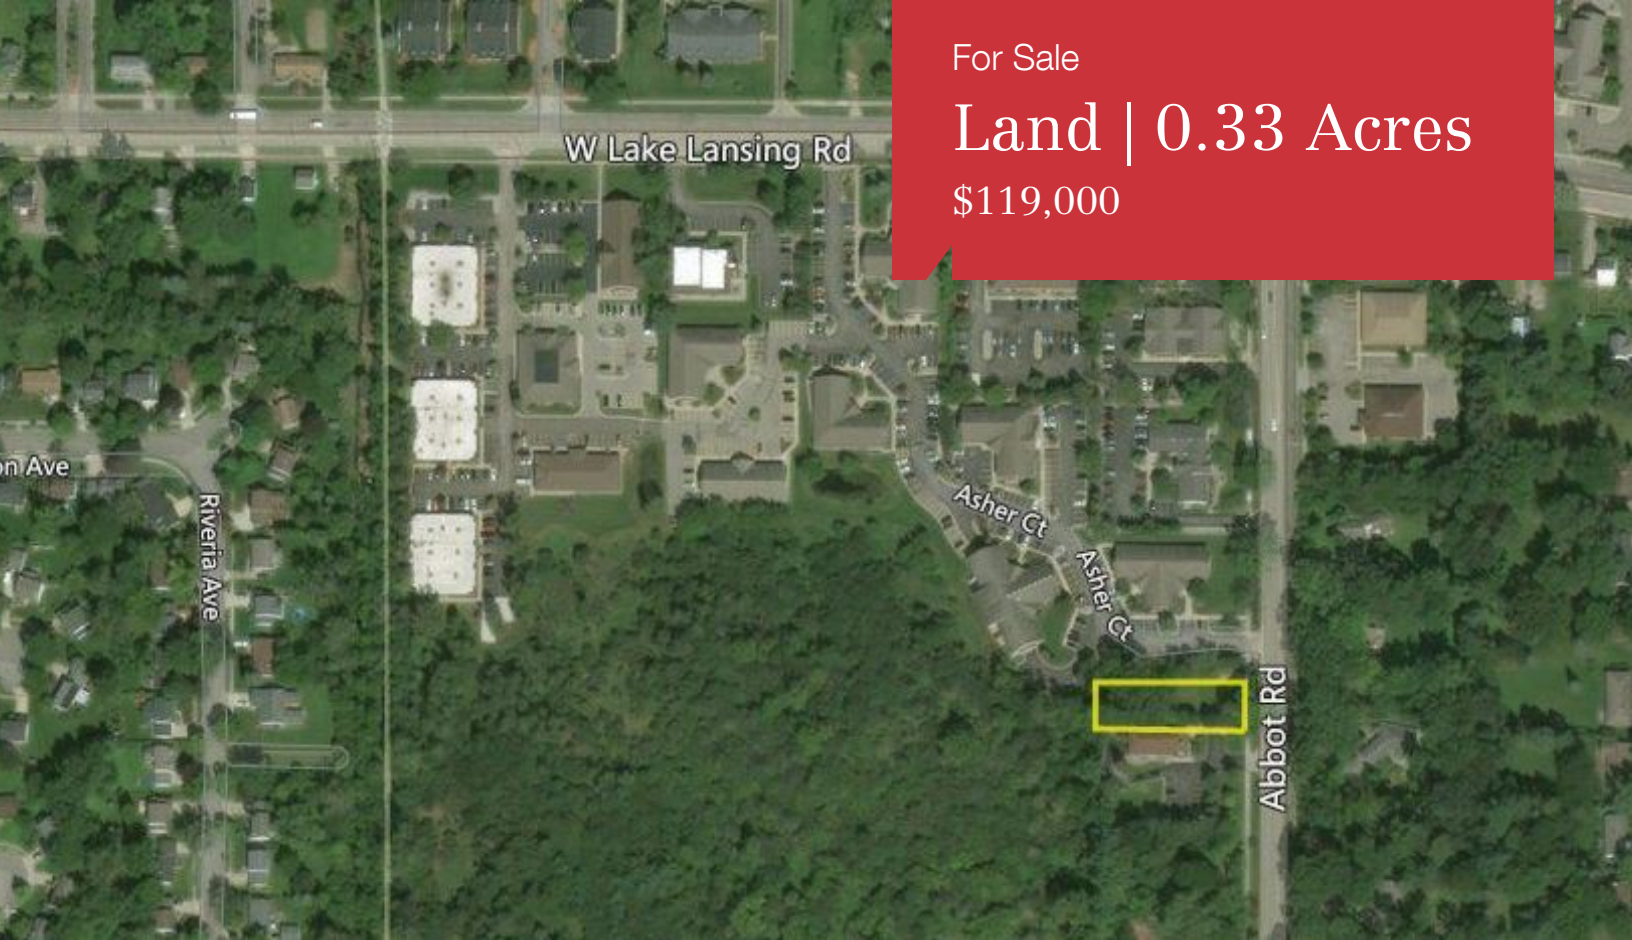 For Sale
Land | 0.33 Acres
$119,000
W Lake Lansing Rd
on Ave
Riveria Ave
Asher Ct
Asher Ct
Abbot Rd